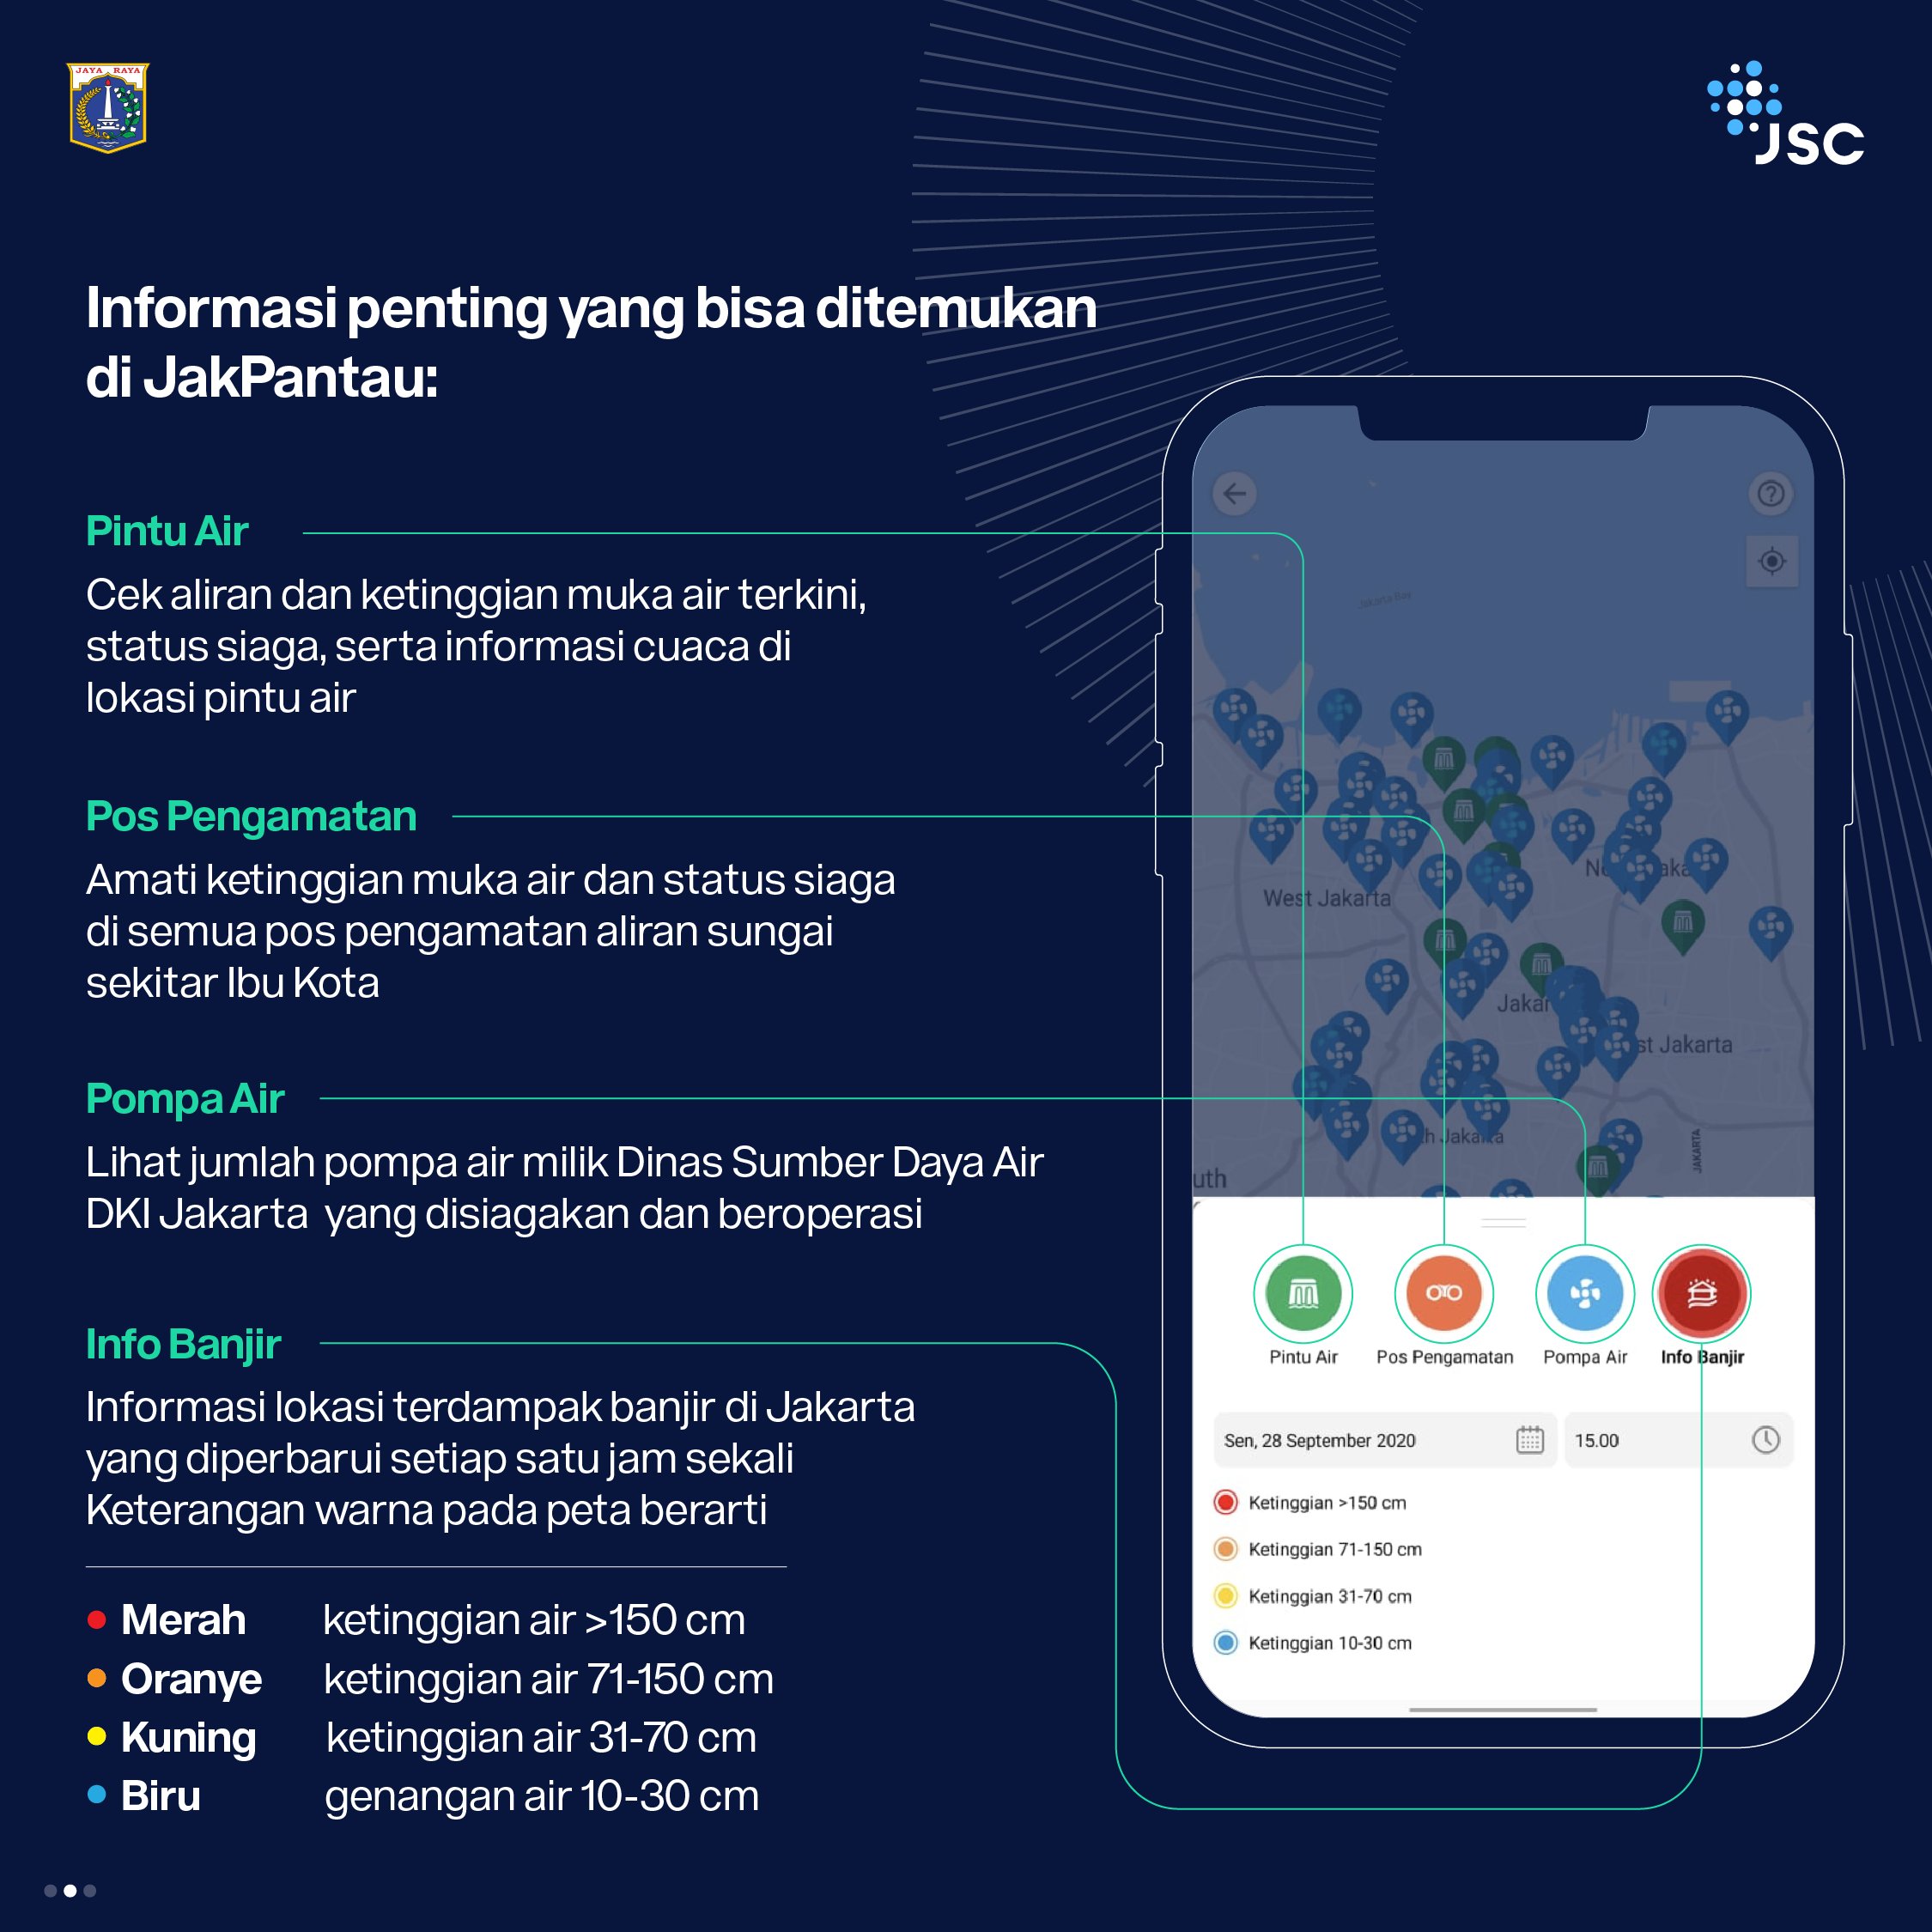 JAYA RAYA
JSC
Informasi penting yang bisa ditemukan
di JakPantau:
Pintu Air
Cek aliran dan ketinggian muka air terkini,
status siaga, serta informasi cuaca di
lokasi pintu air
Pos Pengamatan
Amati ketinggian muka air dan status siaga
di semua pos pengamatan aliran sungai
sekitar Ibu Kota
Pompa Air
Lihat jumlah pompa air milik Dinas Sumber Daya Air
DKI Jakarta yang disiagakan dan beroperasi
Info Banjir
Informasi lokasi terdampak banjir di Jakarta
yang diperbarui setiap satu jam sekali
Keterangan warna pada peta berarti
Merah ketinggian air >150 cm
Oranye ketinggian air 71-150 cm
Kuning ketinggian air 31-70 cm
Biru genangan air 10-30 cm
Jakarta Bay
West Jakarta
st Jakarta
JAKARTA
uth
Pintu Air Pos Pengamatan Pompa Air Info Banjir
Sen, 28 September 2020 15.00
Ketinggian >150 cm
Ketinggian 71-150 cm
Ketinggian 31-70 cm
Ketinggian 10-30 cm